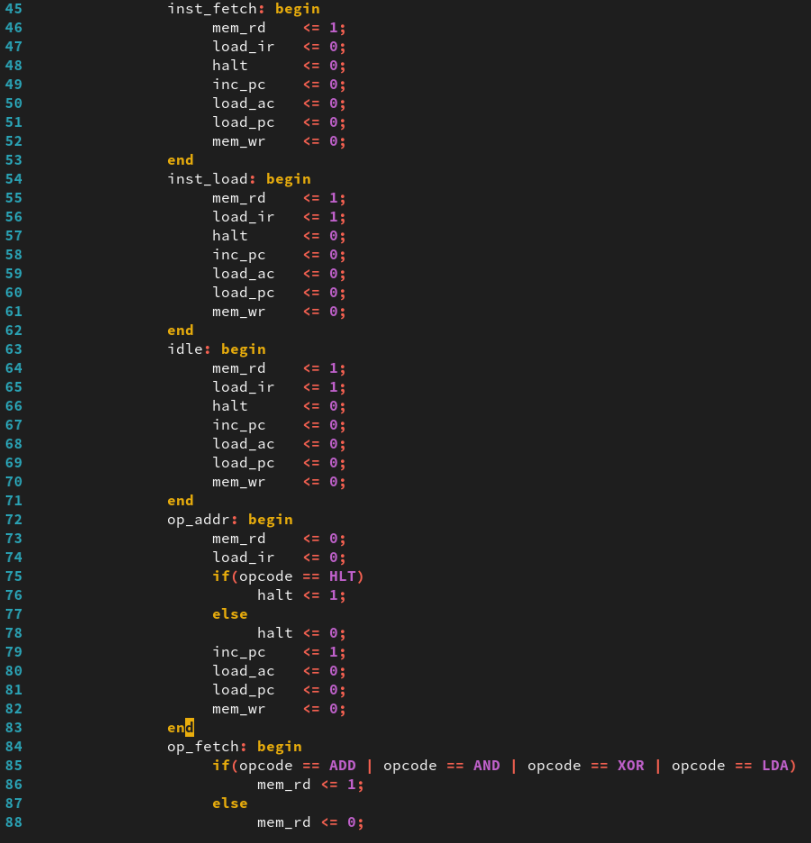 45 inst_fetch: begin
46 mem_rd <= 1;
47 load_ir <= 0;
48 halt <= 0;
49 inc_pc <= 0;
50 load_ac <= 0;
51 load_pc <= 0;
52 mem_wr <= 0;
53 end
54 inst_load: begin
55 mem_rd <= 1;
56 load_ir <= 1;
57 halt <= 0;
58 inc_pc <= 0;
59 load_ac <= 0;
60 load_pc <= 0;
61 mem_wr <= 0;
62 end
63 idle: begin
64 mem_rd <= 1;
65 load_ir <= 1;
66 halt <= 0;
67 inc_pc <= 0;
68 load_ac <= 0;
69 load_pc <= 0;
70 mem_wr <= 0;
71 end
72 op_addr: begin
73 mem_rd <= 0;
74 load_ir <= 0;
75 if(opcode == HLT)
76 halt <= 1;
77 else
78 halt <= 0;
79 inc_pc <= 1;
80 load_ac <= 0;
81 load_pc <= 0;
82 mem_wr <= 0;
83 end
84 op_fetch: begin
85 if(opcode == ADD | opcode == AND | opcode == XOR | opcode == LDA)
86 mem_rd <= 1;
87 else
88 mem_rd <= 0;